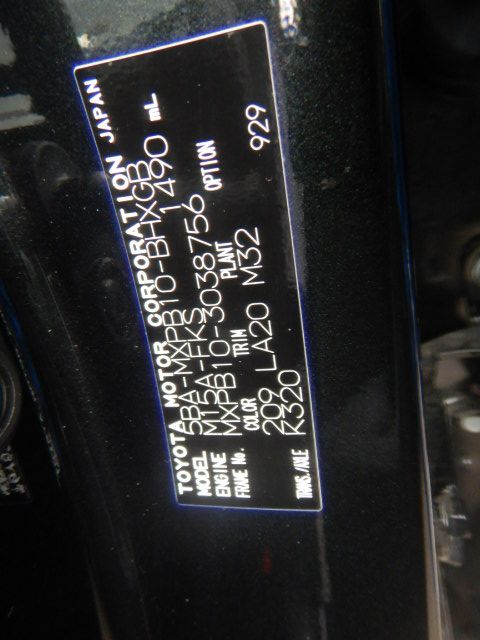 TOYOTA MOTOR CORPORATION JAPAN
MODEL 5BA-MXPB10-BHXGB
ENGINE M15A-FKS 1490 mL
FRAME No. MXPB10-3038756
COLOR TRIM PLANT OPTION
209 LA20 M32 929
TRANS./AXLE K320